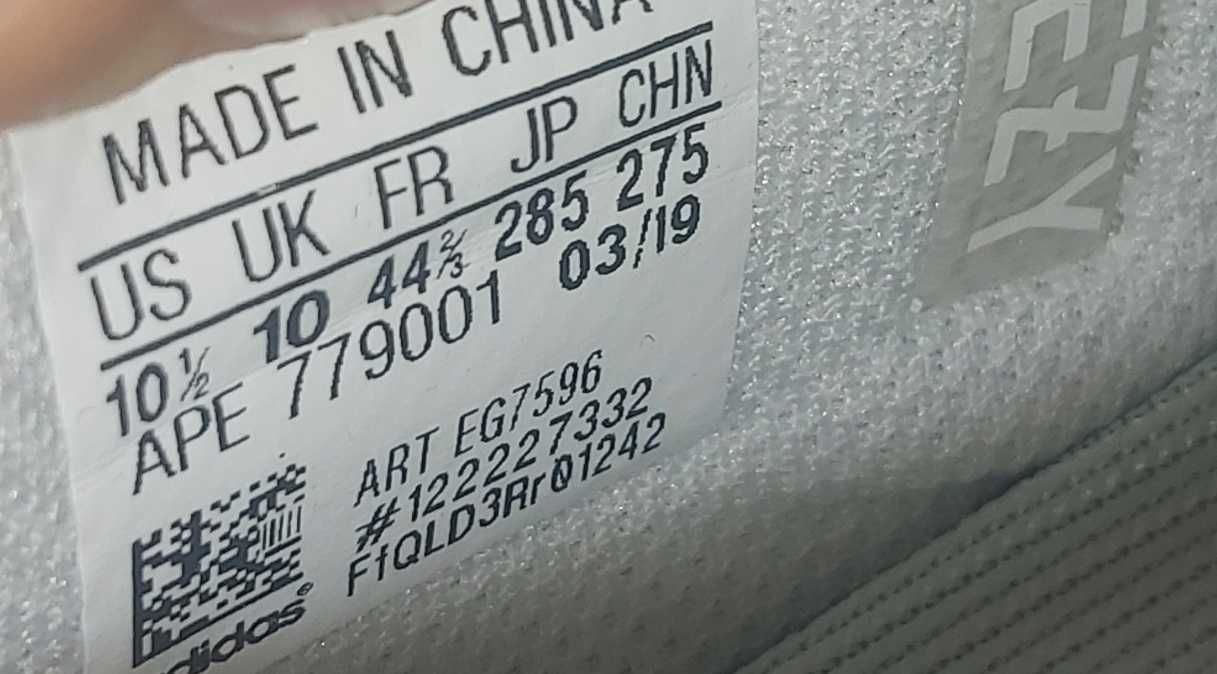 MADE IN CHINA
US UK FR JP CHN
10½ 10 44⅔ 285 275
APE 779001 03/19
ART EG7596
#122227332
FfQLD3Rr01242
adidas®
EZY